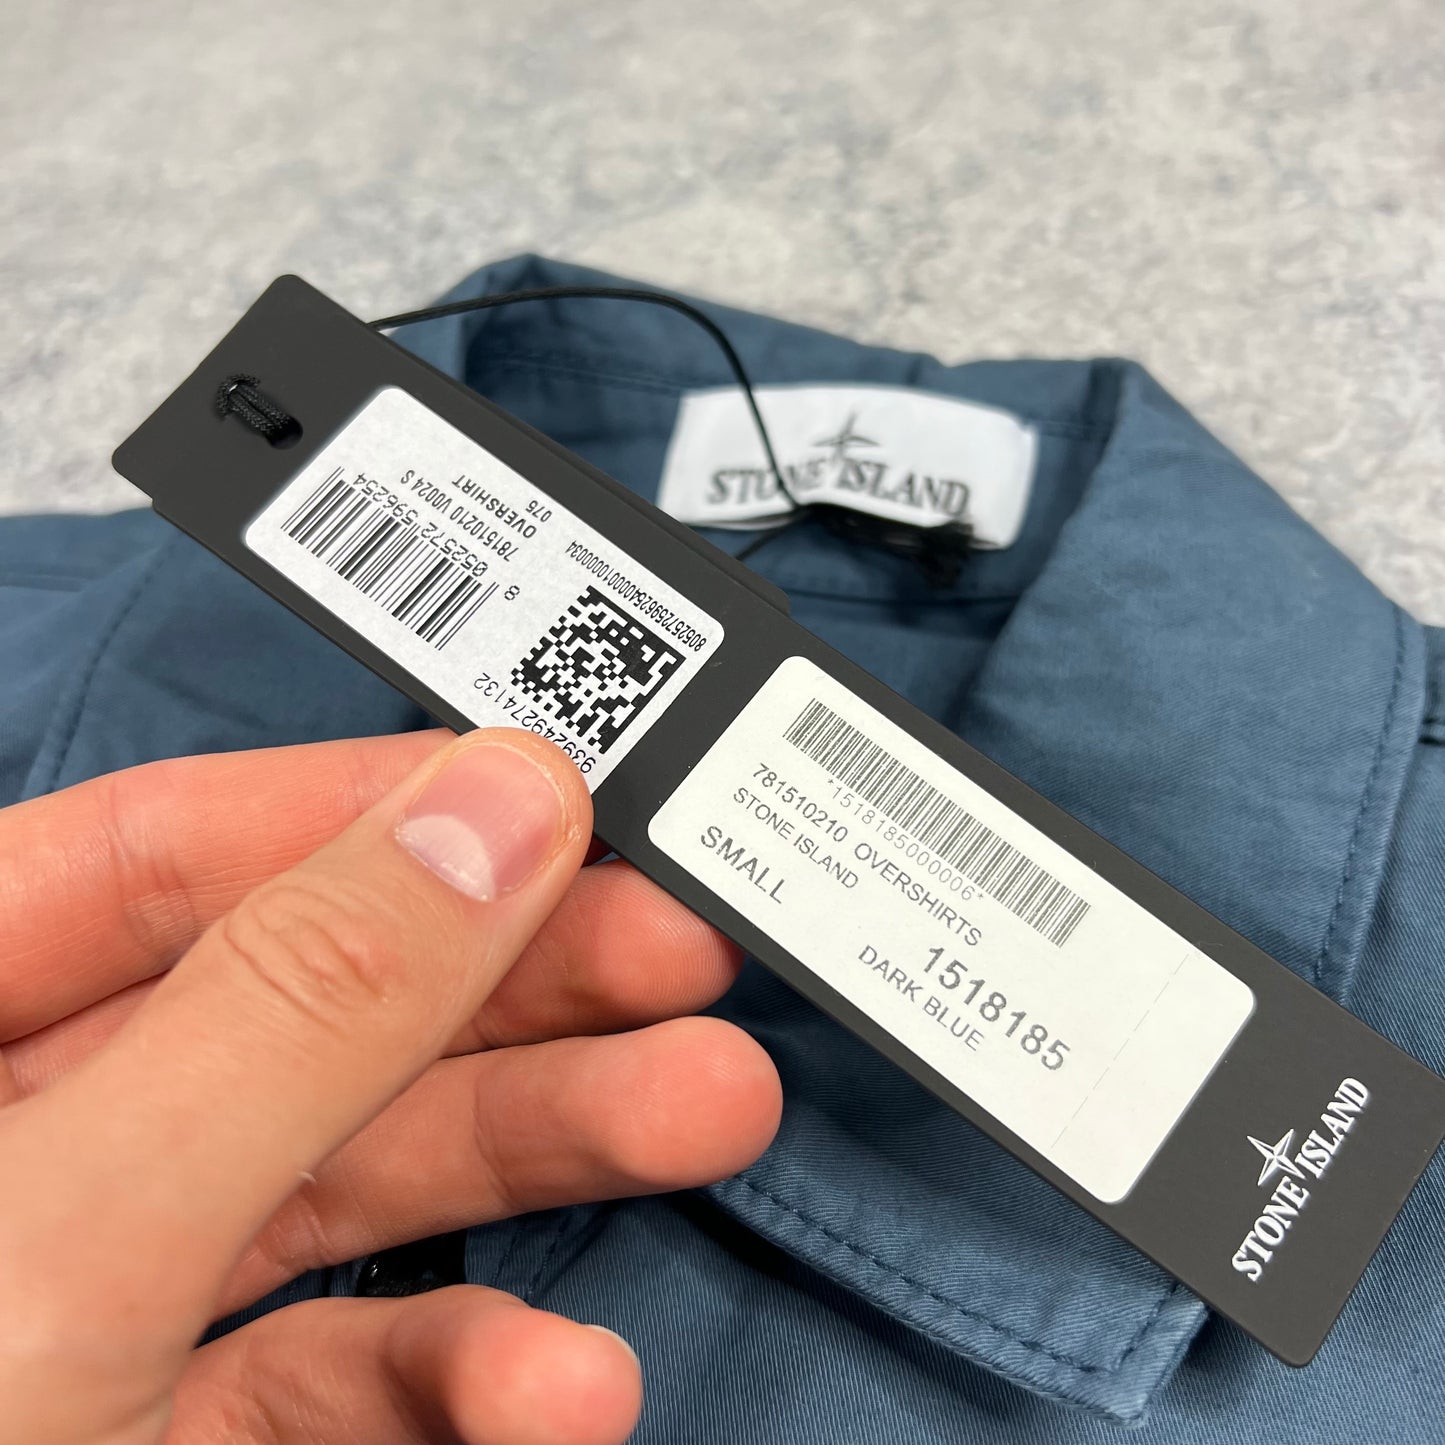 STONE ISLAND
8 052572 596254
781510210 V0024 S
OVERSHIRT
075
80525725962540000100000034
939249274132
*1518185000006*
781510210 OVERSHIRTS
STONE ISLAND
SMALL
1518185
DARK BLUE
STONE ISLAND